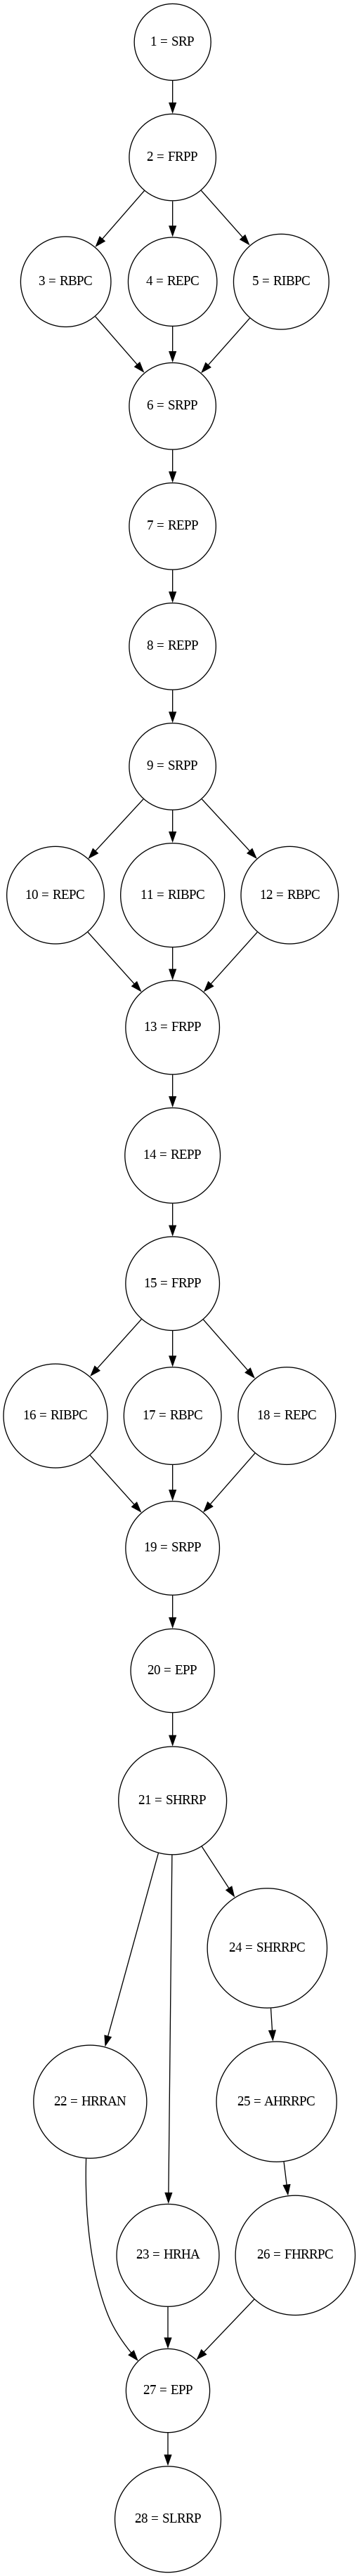 1 = SRP
2 = FRPP
3 = RBPC
4 = REPC
5 = RIBPC
6 = SRPP
7 = REPP
8 = REPP
9 = SRPP
10 = REPC
11 = RIBPC
12 = RBPC
13 = FRPP
14 = REPP
15 = FRPP
16 = RIBPC
17 = RBPC
18 = REPC
19 = SRPP
20 = EPP
21 = SHRRP
24 = SHRRPC
22 = HRRAN
25 = AHRRPC
23 = HRHA
26 = FHRRPC
27 = EPP
28 = SLRRP